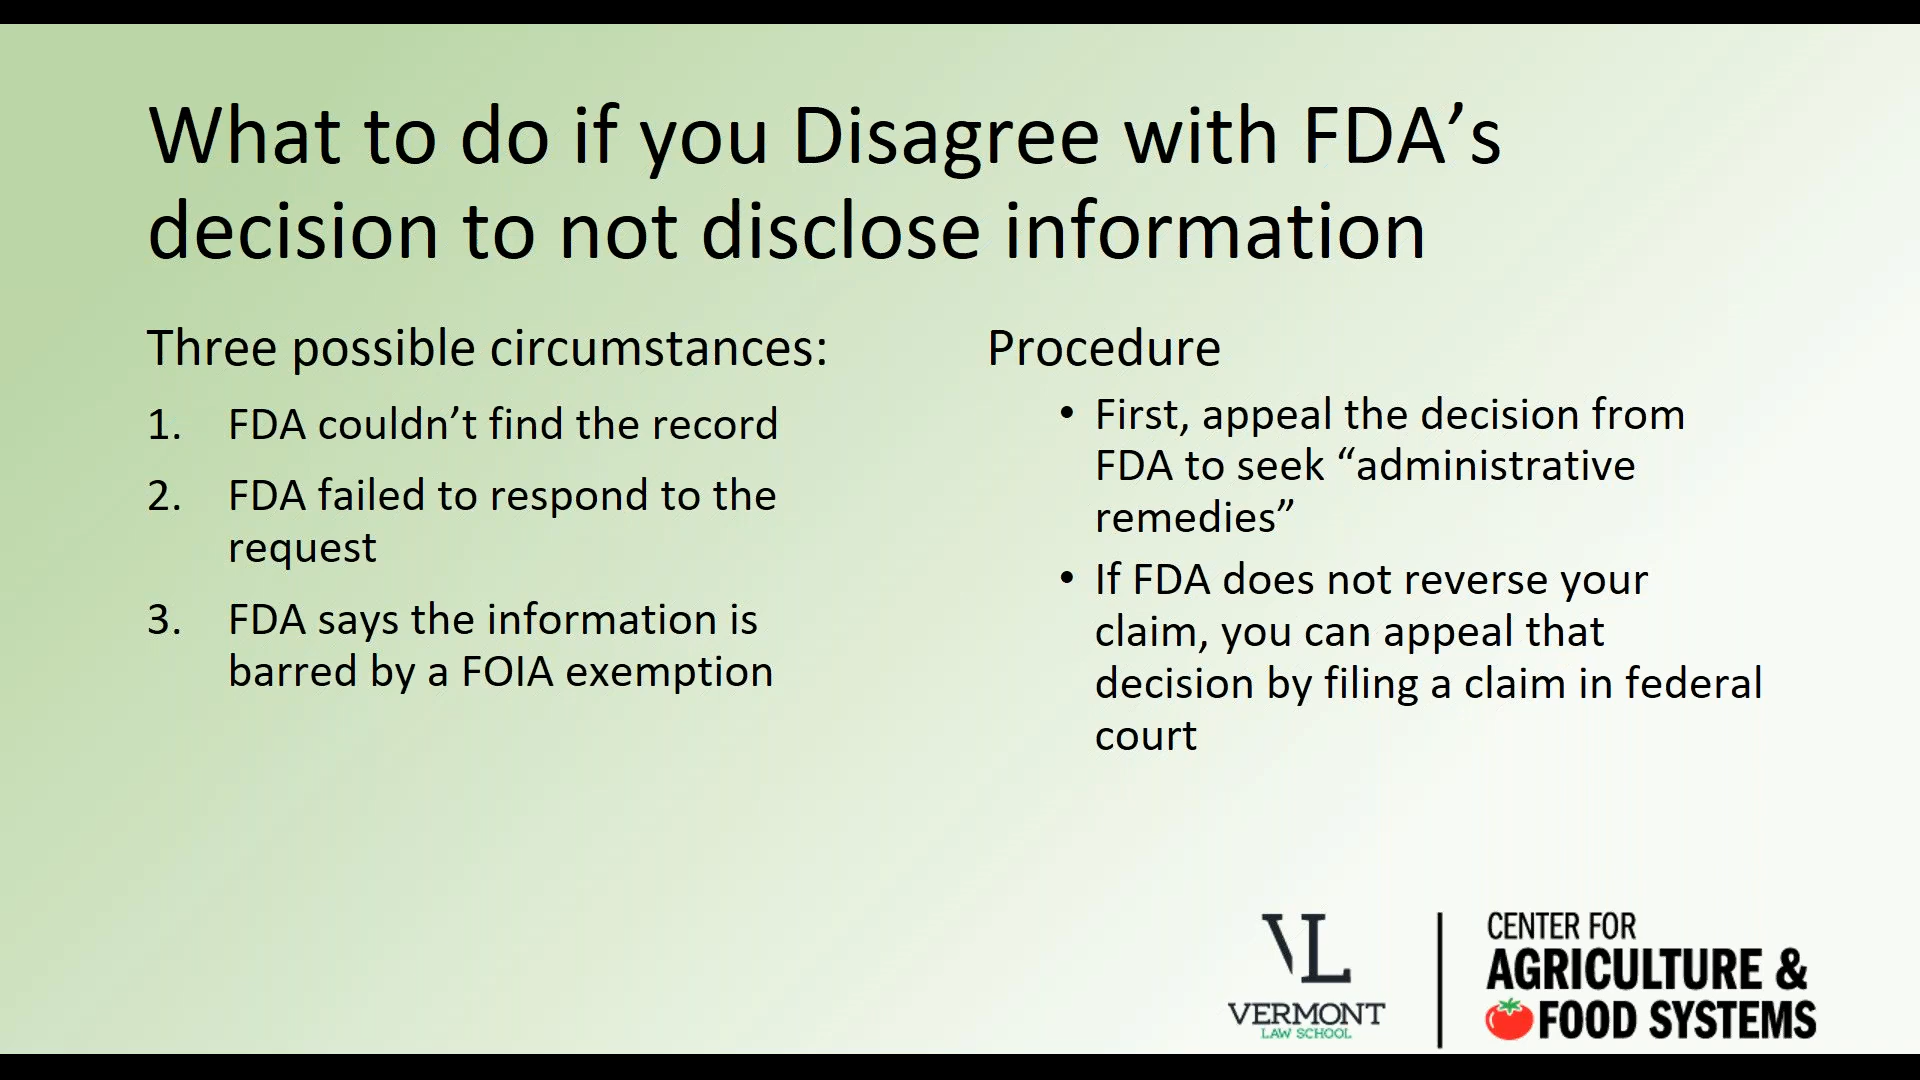 What to do if you Disagree with FDA’s
decision to not disclose information
Three possible circumstances:
1. FDA couldn’t find the record
2. FDA failed to respond to the
request
3. FDA says the information is
barred by a FOIA exemption
Procedure
• First, appeal the decision from
FDA to seek “administrative
remedies”
• If FDA does not reverse your
claim, you can appeal that
decision by filing a claim in federal
court
VL
VERMONT
LAW SCHOOL
CENTER FOR
AGRICULTURE &
FOOD SYSTEMS